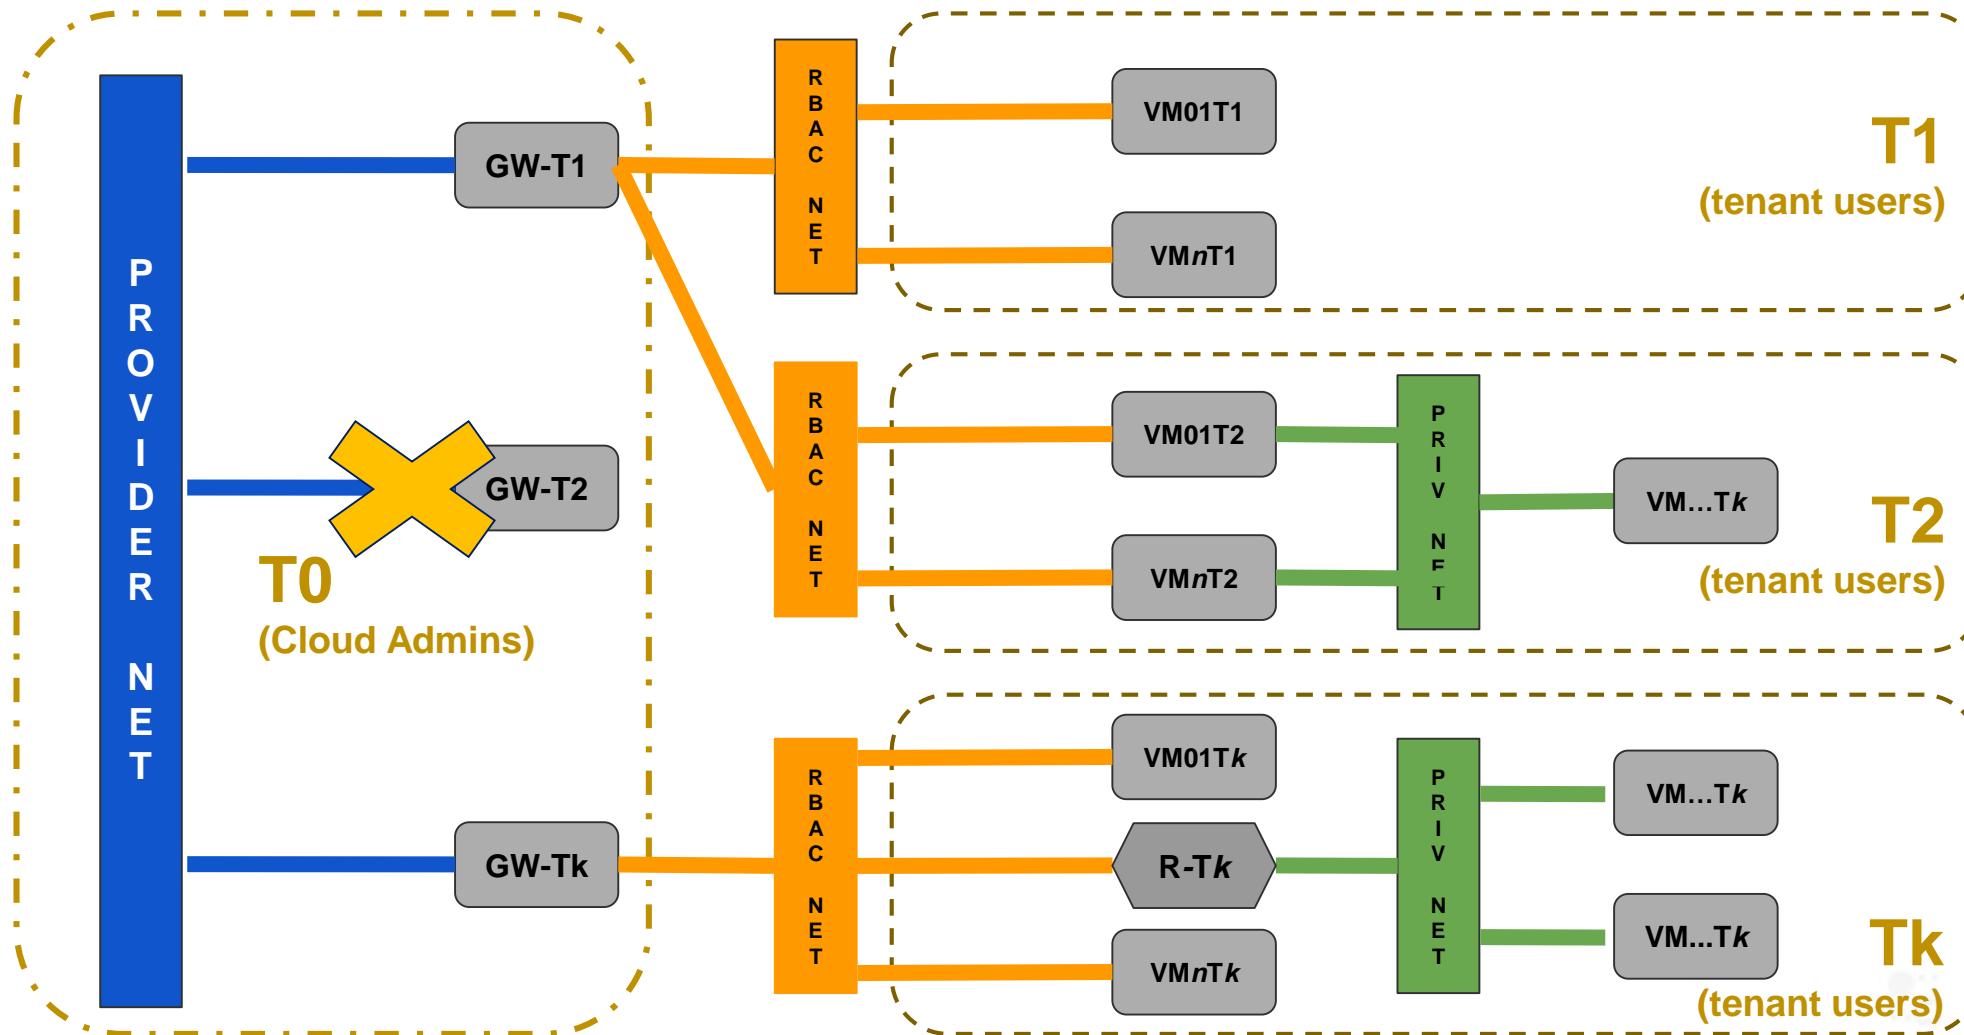 PROVIDER NET
GW-T1
GW-T2
T0
(Cloud Admins)
GW-Tk
RBAC NET
VM01T1
VMnT1
T1
(tenant users)
RBAC NET
VM01T2
VMnT2
PRIV NET
VM...Tk
T2
(tenant users)
RBAC NET
VM01Tk
R-Tk
VMnTk
PRIV NET
VM...Tk
VM...Tk
Tk
(tenant users)